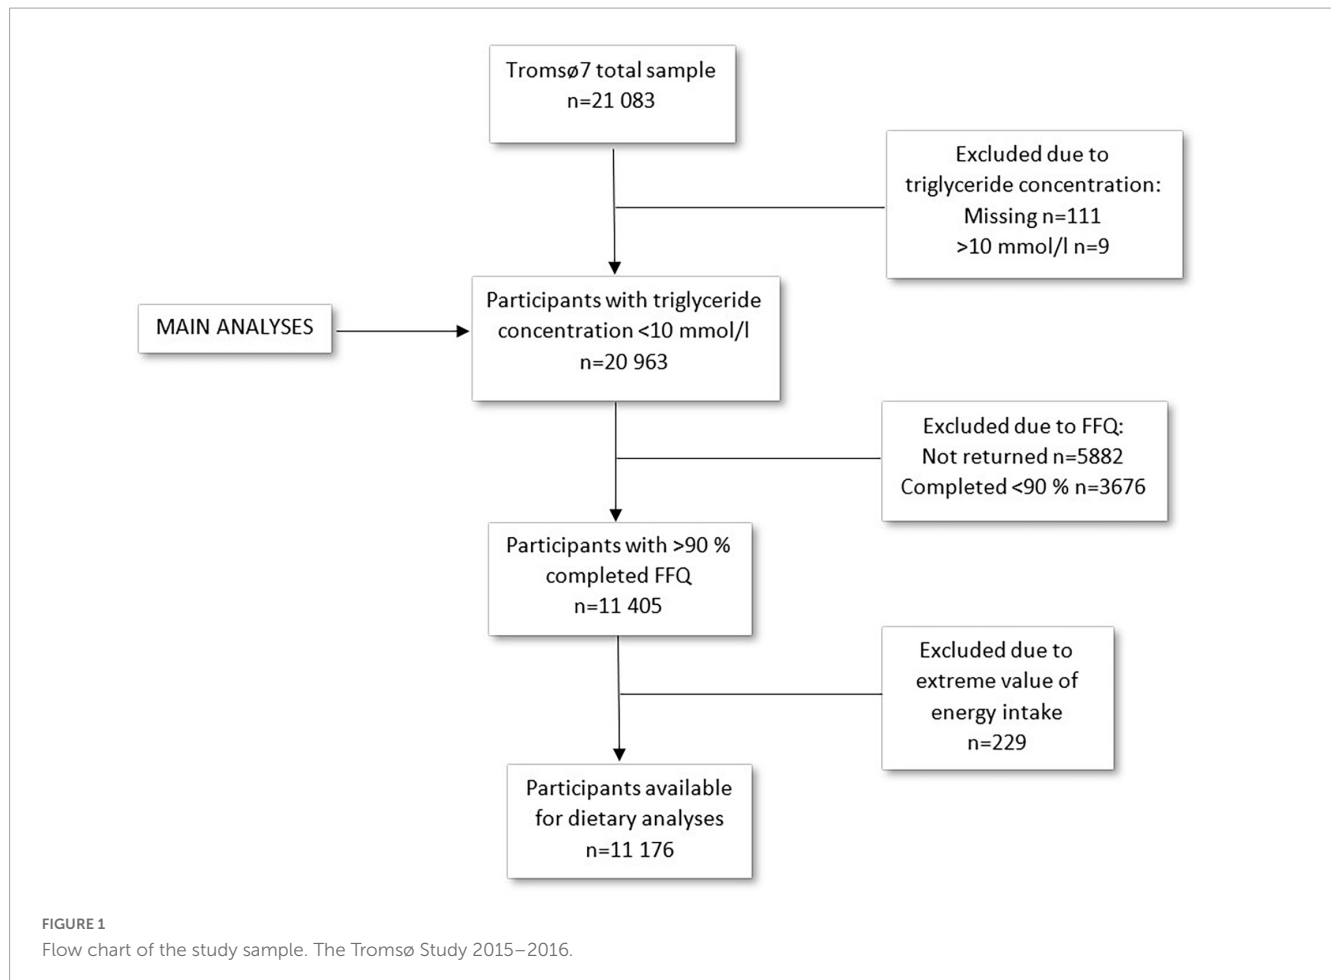 Tromsø7 total sample
n=21 083
Excluded due to
triglyceride concentration:
Missing n=111
>10 mmol/l n=9
Participants with triglyceride
concentration <10 mmol/l
n=20 963
MAIN ANALYSES
Excluded due to FFQ:
Not returned n=5882
Completed <90 % n=3676
Participants with >90 %
completed FFQ
n=11 405
Excluded due to
extreme value of
energy intake
n=229
Participants available
for dietary analyses
n=11 176
FIGURE 1
Flow chart of the study sample. The Tromsø Study 2015–2016.